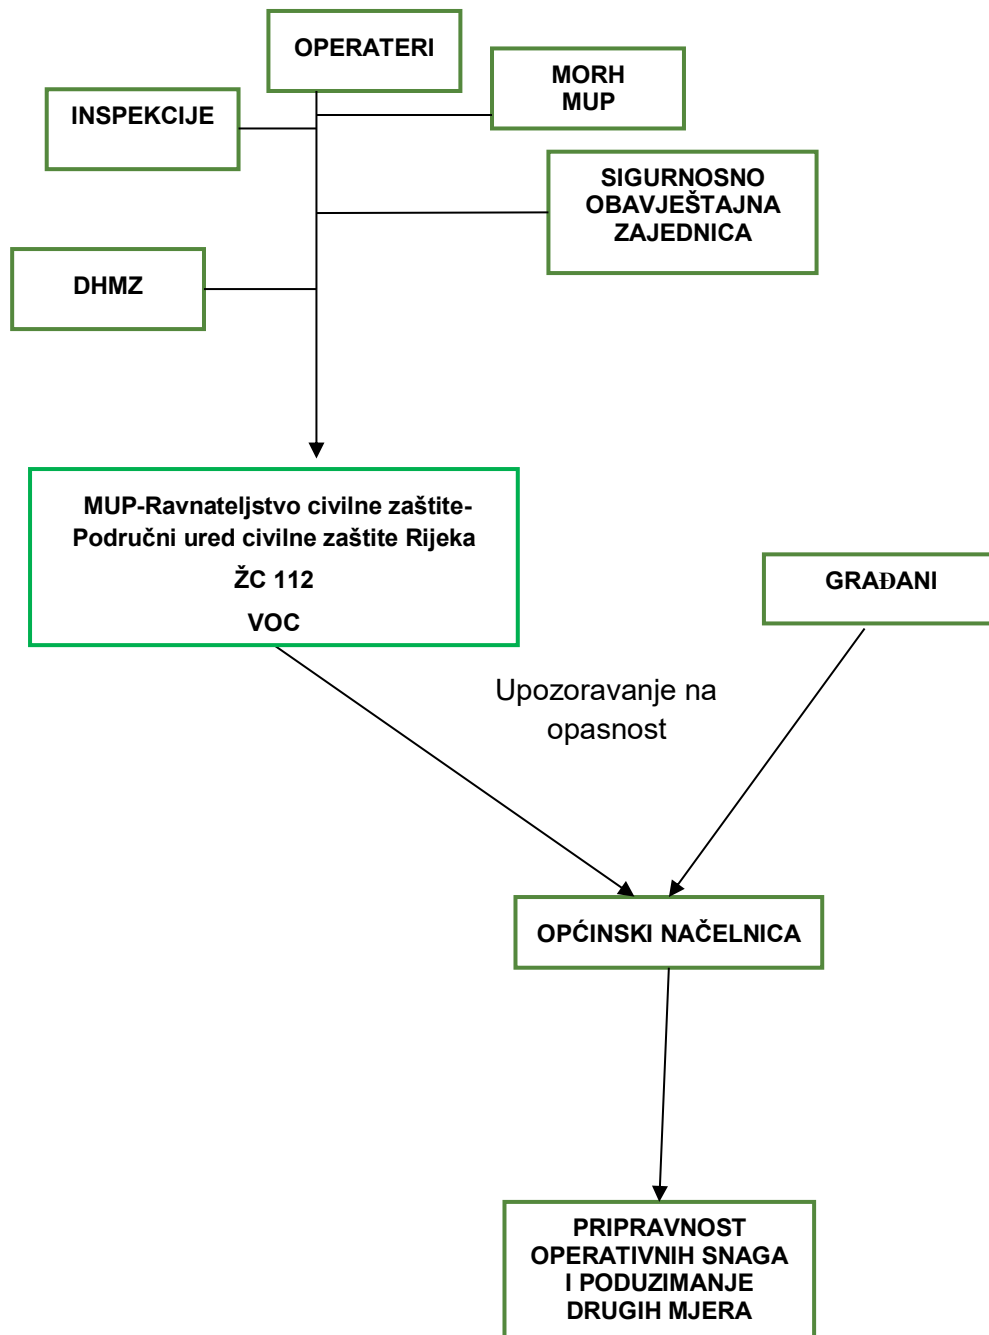 OPERATERI
MORH
MUP
INSPEKCIJE
SIGURNOSNO
OBAVJEŠTAJNA
ZAJEDNICA
DHMZ
MUP-Ravnateljstvo civilne zaštite-
Područni ured civilne zaštite Rijeka
ŽC 112
VOC
GRAĐANI
Upozoravanje na
opasnost
OPĆINSKI NAČELNICA
PRIPRAVNOST
OPERATIVNIH SNAGA
I PODUZIMANJE
DRUGIH MJERA